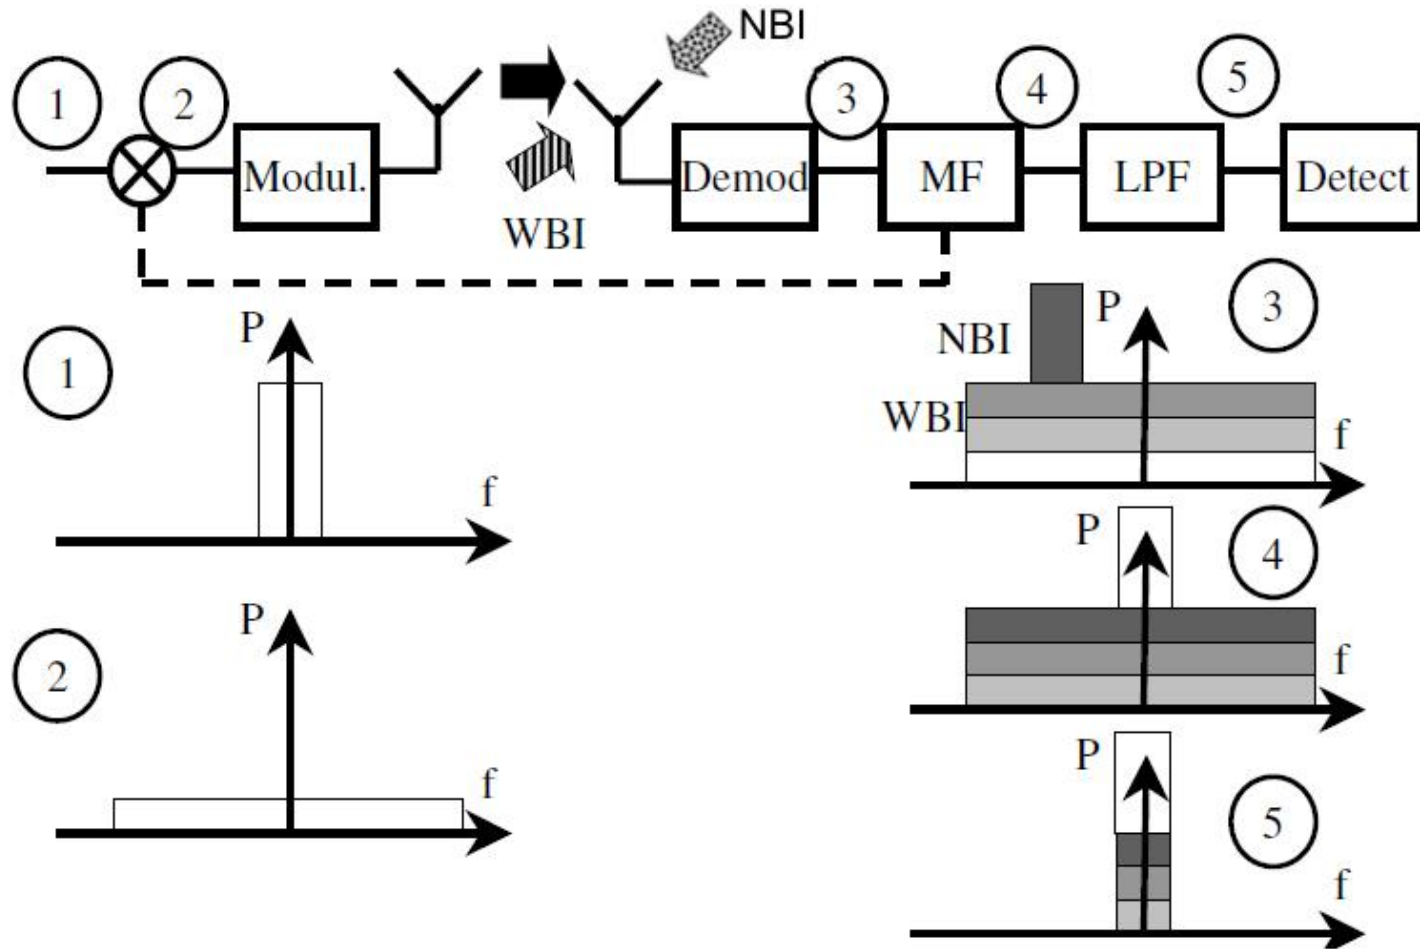 NBI
1 2 3 4 5
Modul. Demod MF LPF Detect
WBI
P 3
NBI
1 P
WBI
f
f
P 4
P
f
2
P
f
5
f